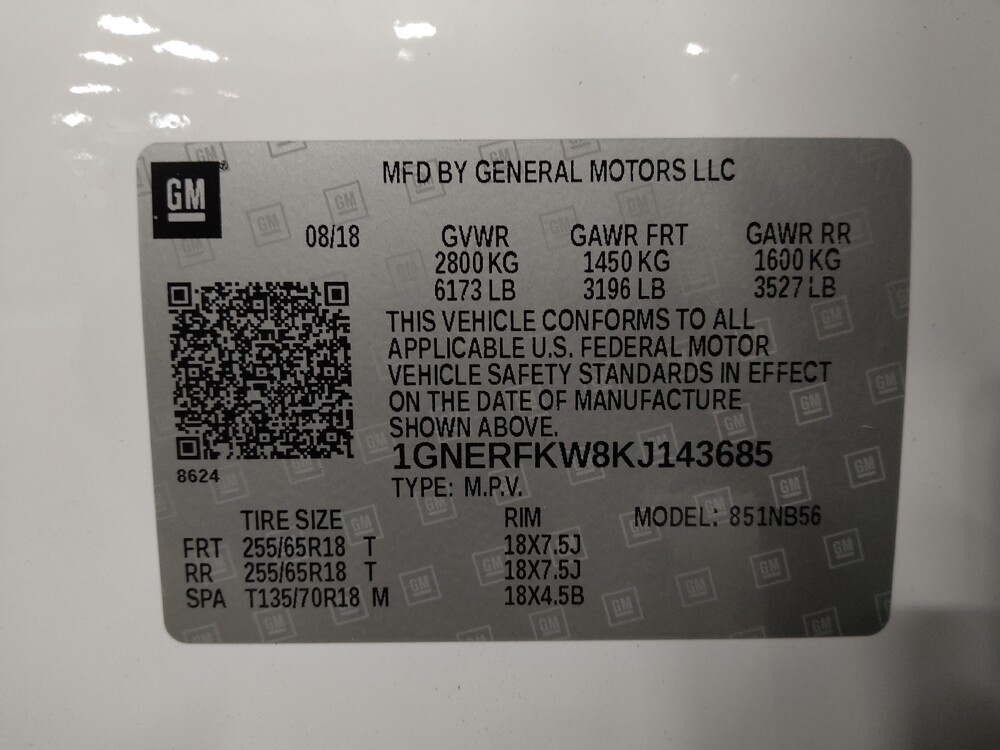 GM
MFD BY GENERAL MOTORS LLC
08/18 GVWR GAWR FRT GAWR RR
2800 KG 1450 KG 1600 KG
6173 LB 3196 LB 3527 LB
THIS VEHICLE CONFORMS TO ALL
APPLICABLE U.S. FEDERAL MOTOR
VEHICLE SAFETY STANDARDS IN EFFECT
ON THE DATE OF MANUFACTURE
SHOWN ABOVE.
1GNERFKW8KJ143685
8624
TYPE: M.P.V.
TIRE SIZE RIM MODEL: 851NB56
FRT 255/65R18 T 18X7.5J
RR 255/65R18 T 18X7.5J
SPA T135/70R18 M 18X4.5B